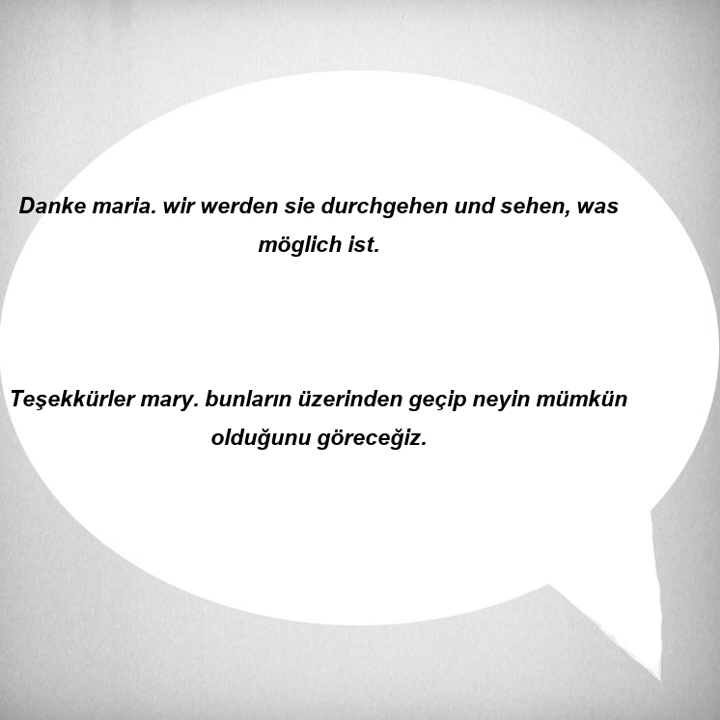 Danke maria. wir werden sie durchgehen und sehen, was
möglich ist.
Teşekkürler mary. bunların üzerinden geçip neyin mümkün
olduğunu göreceğiz.